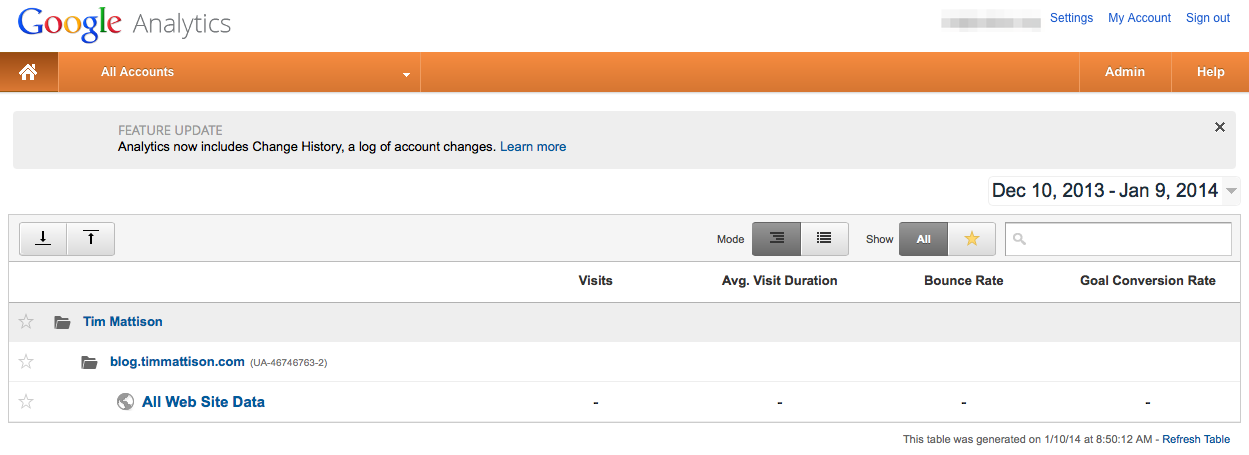 Google Analytics
Settings My Account Sign out
All Accounts Admin Help
FEATURE UPDATE
Analytics now includes Change History, a log of account changes. Learn more
Dec 10, 2013 - Jan 9, 2014
Mode Show All
Visits Avg. Visit Duration Bounce Rate Goal Conversion Rate
Tim Mattison
blog.timmattison.com (UA-46746763-2)
All Web Site Data - - - -
This table was generated on 1/10/14 at 8:50:12 AM - Refresh Table